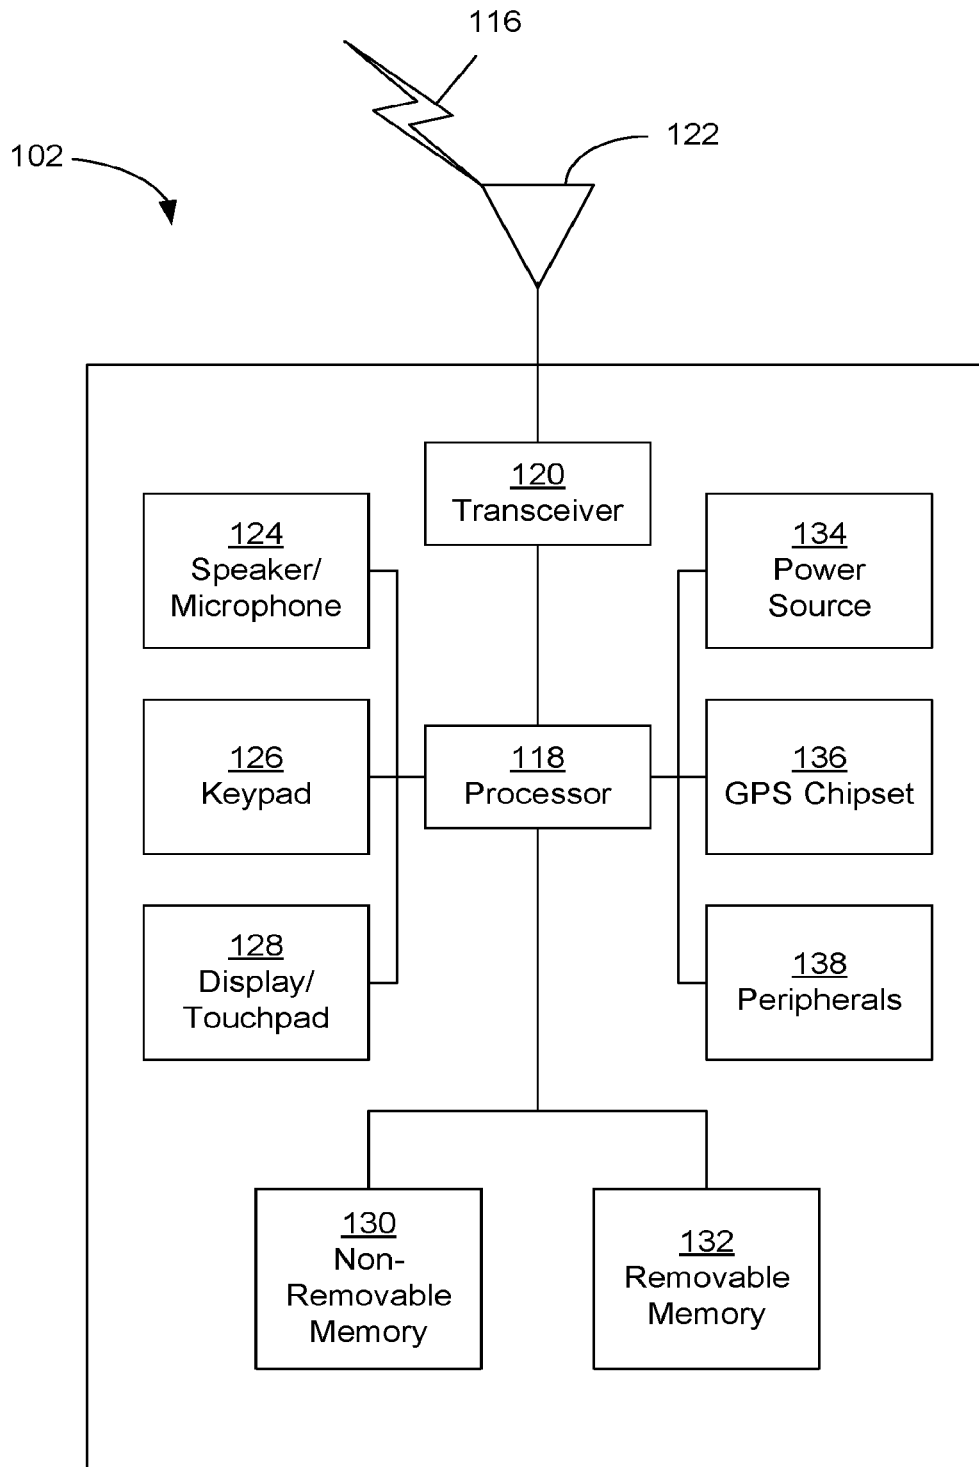 116
122
102
120
Transceiver
124
Speaker/
Microphone
134
Power
Source
126
Keypad
118
Processor
136
GPS Chipset
128
Display/
Touchpad
138
Peripherals
130
Non-
Removable
Memory
132
Removable
Memory